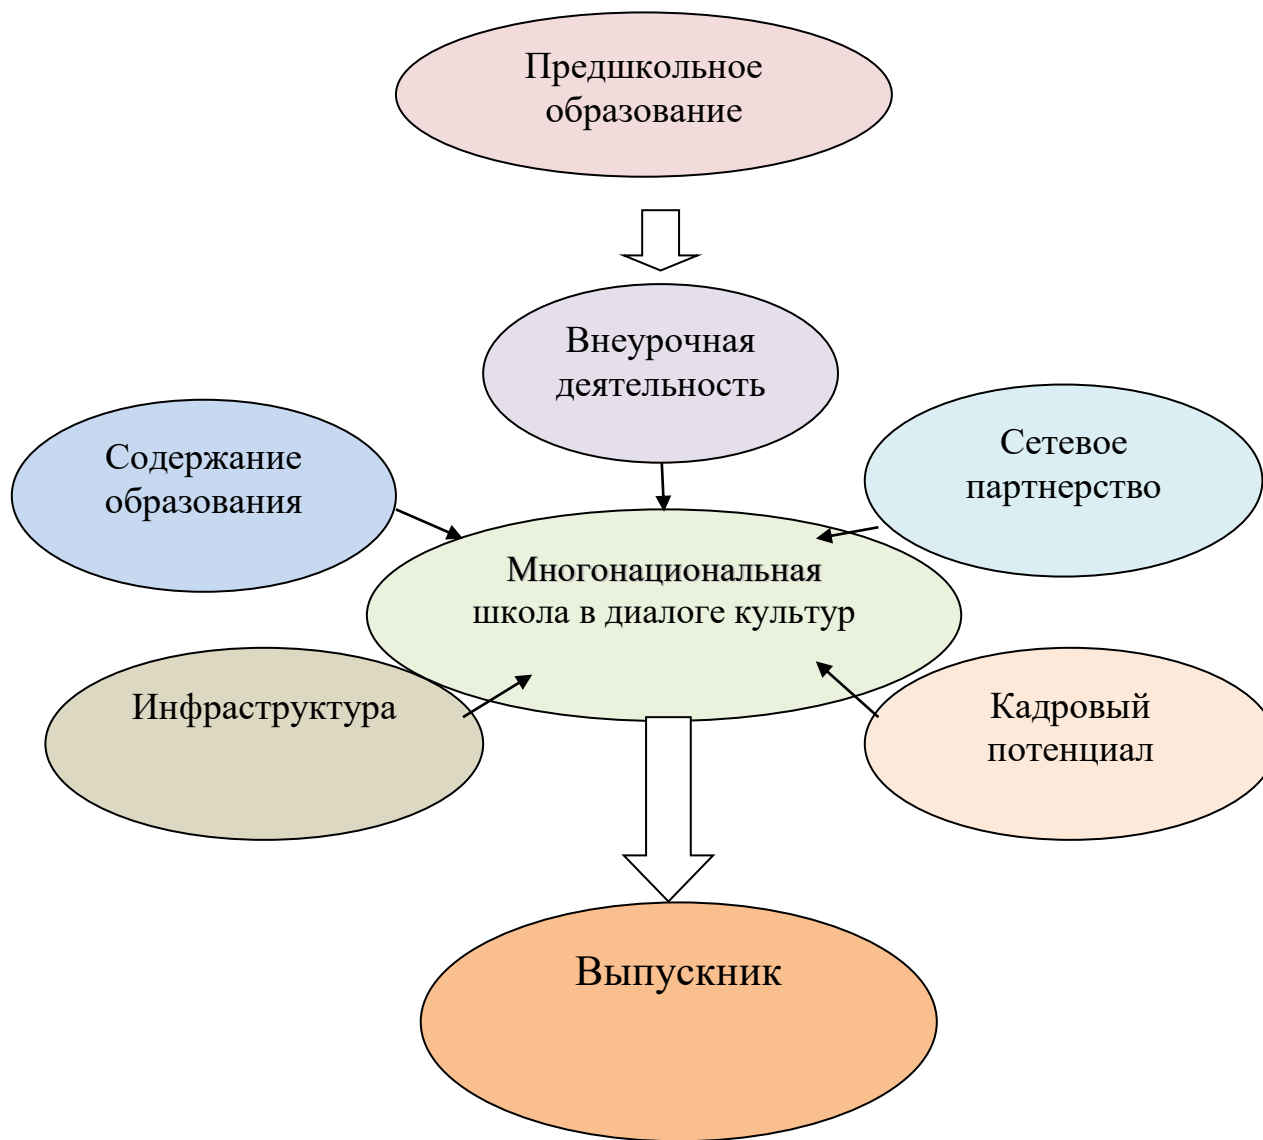 Предшкольное
образование
Внеурочная
деятельность
Содержание
образования
Сетевое
партнерство
Многонациональная
школа в диалоге культур
Инфраструктура
Кадровый
потенциал
Выпускник